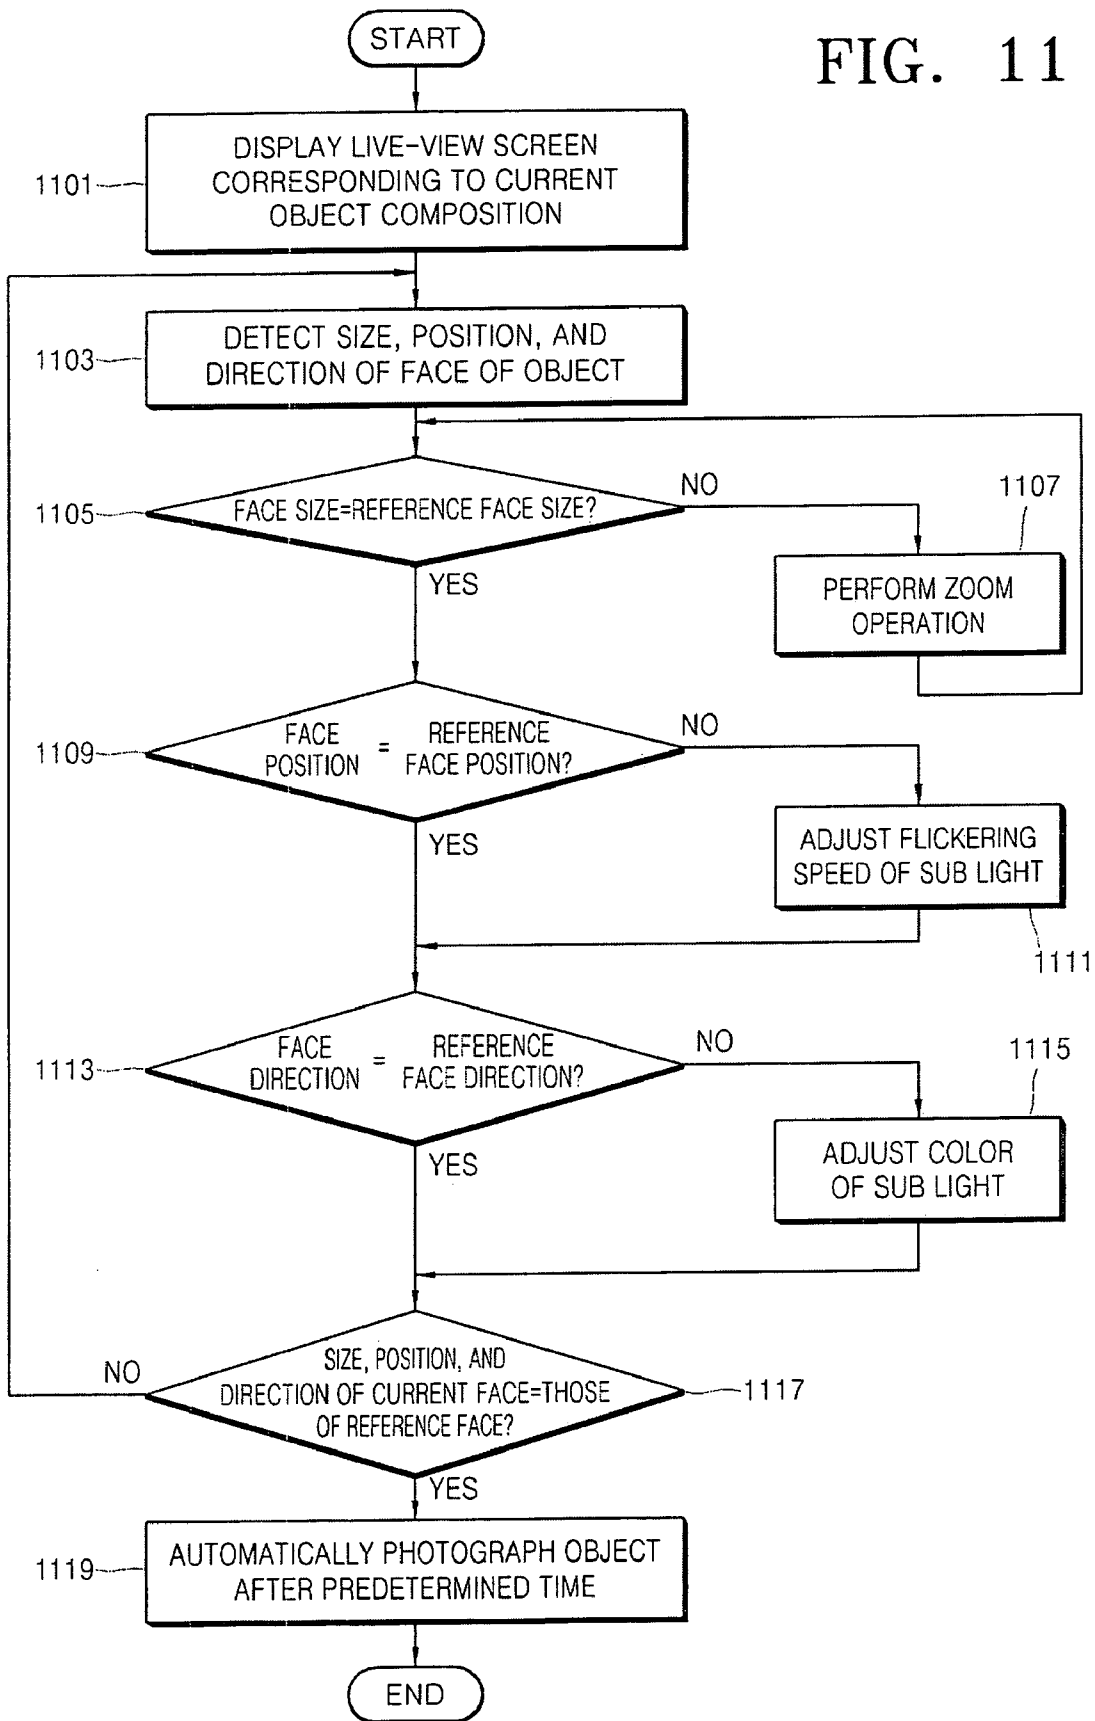 START
FIG. 11
DISPLAY LIVE-VIEW SCREEN
CORRESPONDING TO CURRENT
OBJECT COMPOSITION
1101
DETECT SIZE, POSITION, AND
DIRECTION OF FACE OF OBJECT
1103
FACE SIZE=REFERENCE FACE SIZE?
1105
NO
1107
YES
PERFORM ZOOM
OPERATION
FACE
POSITION
=
REFERENCE
FACE POSITION?
1109
NO
YES
ADJUST FLICKERING
SPEED OF SUB LIGHT
1111
FACE
DIRECTION
=
REFERENCE
FACE DIRECTION?
1113
NO
1115
YES
ADJUST COLOR
OF SUB LIGHT
SIZE, POSITION, AND
DIRECTION OF CURRENT FACE=THOSE
OF REFERENCE FACE?
NO
1117
YES
AUTOMATICALLY PHOTOGRAPH OBJECT
AFTER PREDETERMINED TIME
1119
END